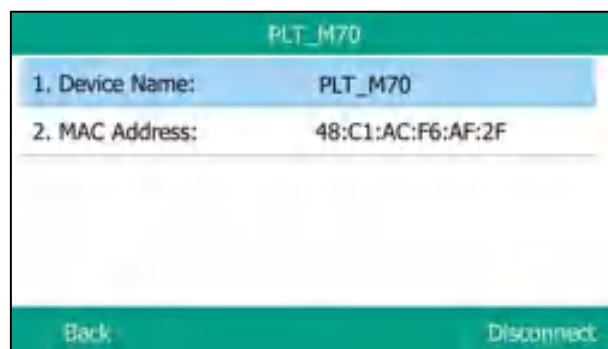 PLT_M70
1. Device Name: PLT_M70
2. MAC Address: 48:C1:AC:F6:AF:2F
Back Disconnect